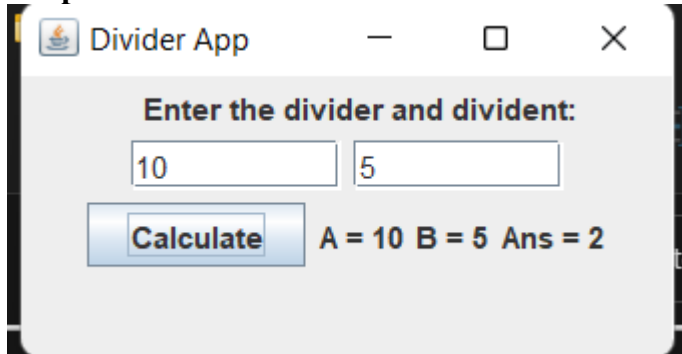 Divider App
Enter the divider and divident:
10 5
Calculate A = 10 B = 5 Ans = 2